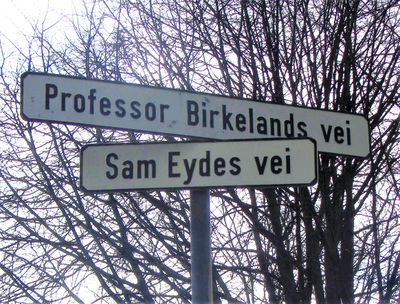 Professor Birkelands vei
Sam Eydes vei